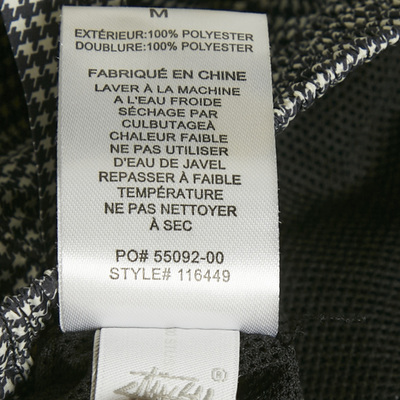 M
EXTÉRIEUR:100% POLYESTER
DOUBLURE: 100% POLYESTER
FABRIQUÉ EN CHINE
LAVER À LA MACHINE
A L'EAU FROIDE
SÉCHAGE PAR
CULBUTAGEÀ
CHALEUR FAIBLE
NE PAS UTILISER
D'EAU DE JAVEL
REPASSER À FAIBLE
TEMPÉRATURE
NE PAS NETTOYER
À SEC
PO# 55092-00
STYLE# 116449